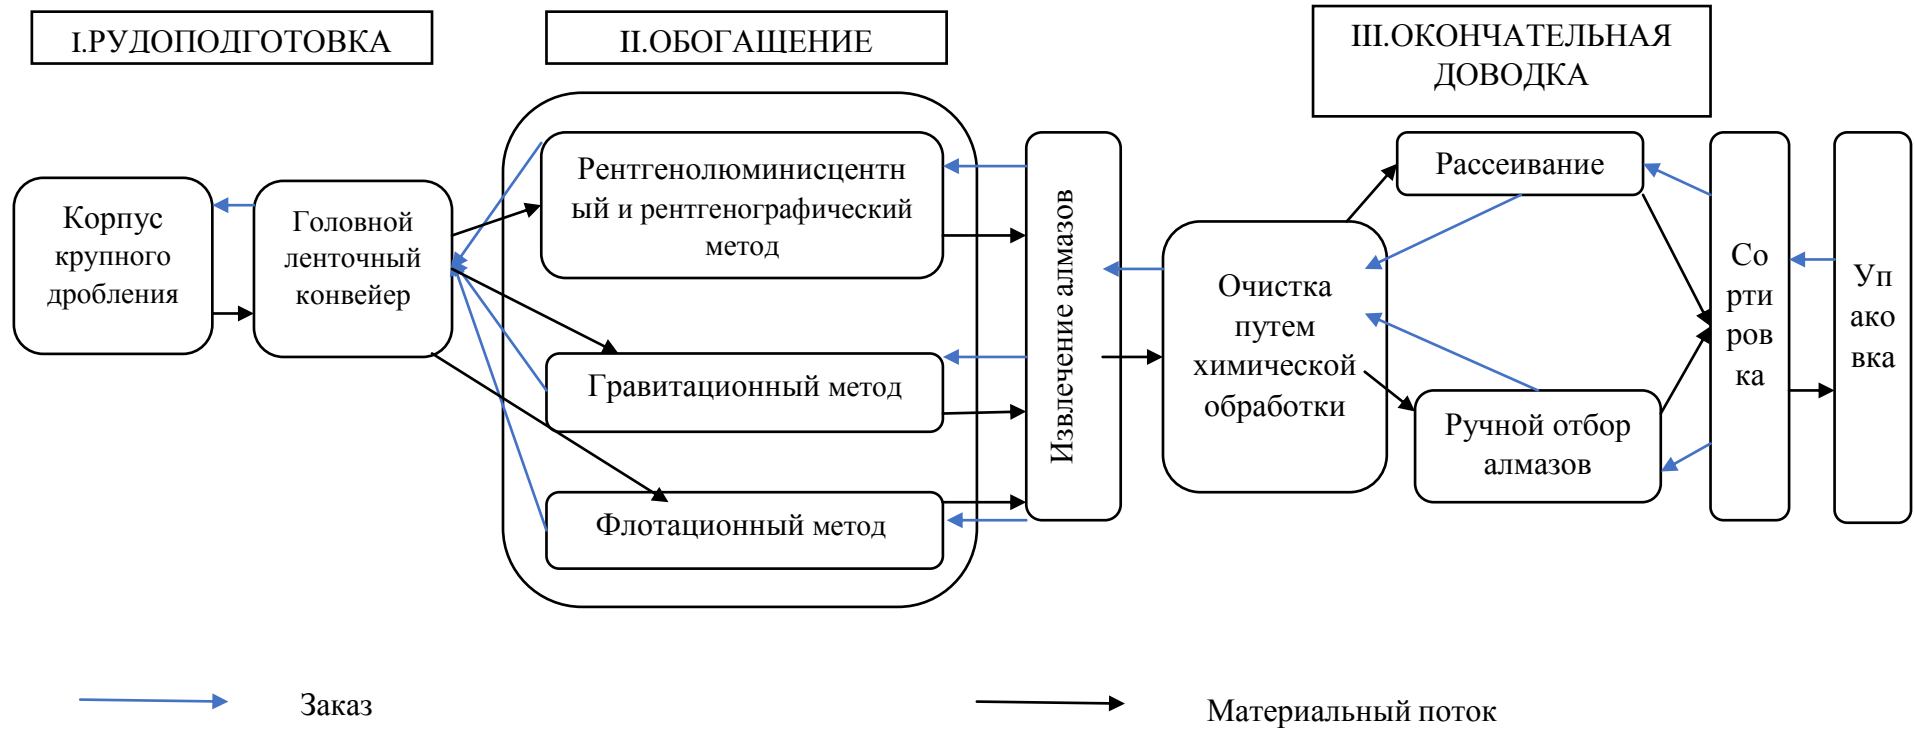 I.РУДОПОДГОТОВКА
II.ОБОГАЩЕНИЕ
III.ОКОНЧАТЕЛЬНАЯ
ДОВОДКА
Корпус
крупного
дробления
Головной
ленточный
конвейер
Рентгенолюминисцентн
ый и рентгенографический
метод
Гравитационный метод
Флотационный метод
Извлечение алмазов
Очистка
путем
химической
обработки
Рассеивание
Ручной отбор
алмазов
Со
рти
ров
ка
Уп
ако
вка
Заказ
Материальный поток